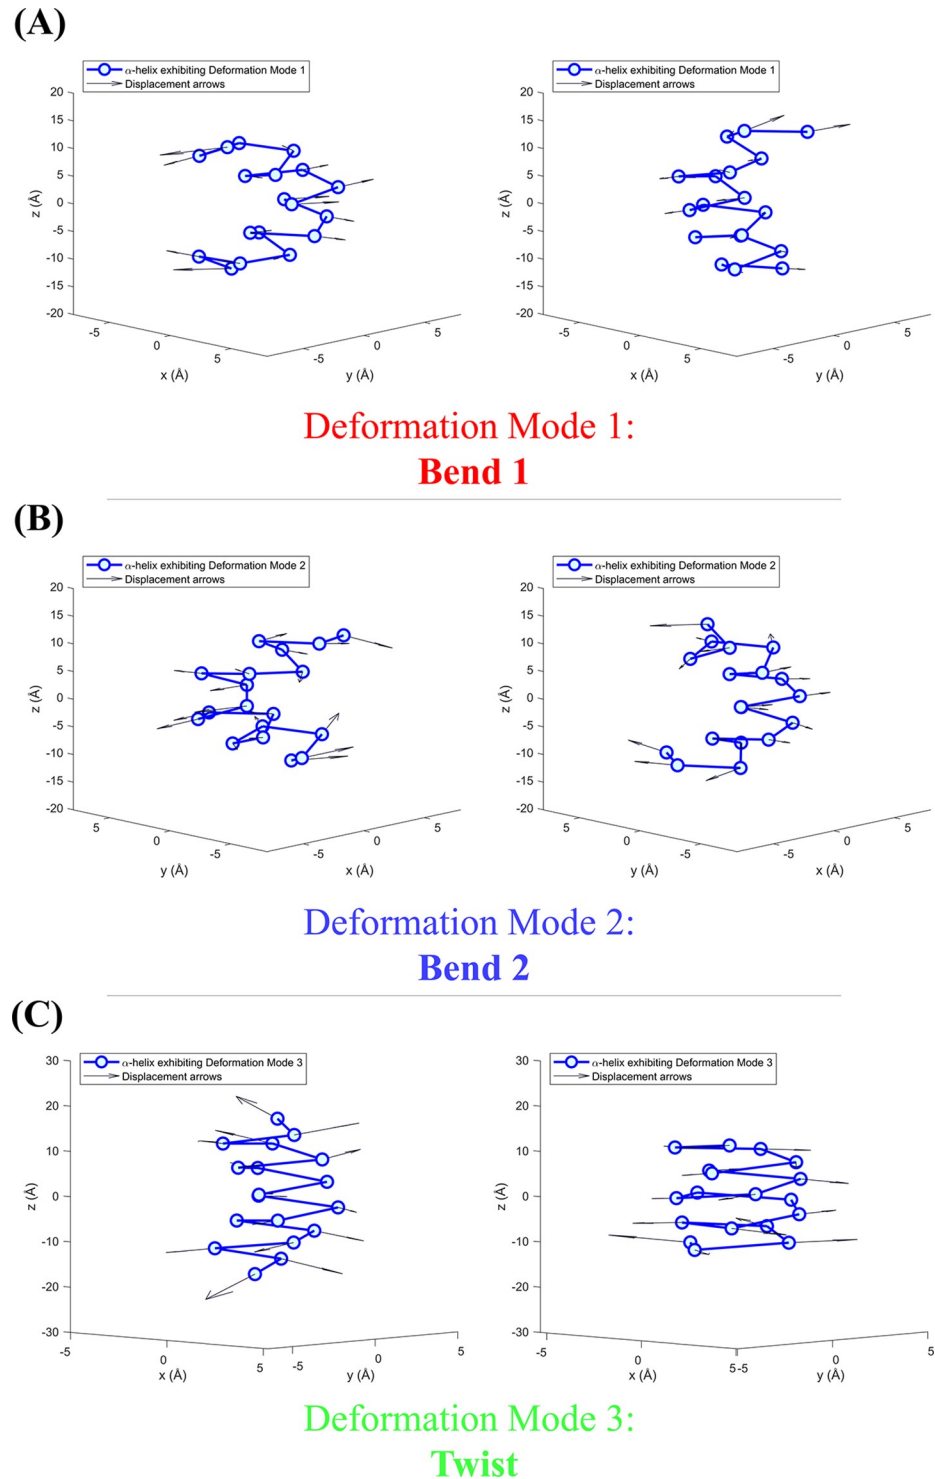 (A)
α-helix exhibiting Deformation Mode 1
Displacement arrows
20
15
10
5
0
-5
-10
-15
-20
z (Å)
-5
0
5
x (Å)
-5
0
5
y (Å)
α-helix exhibiting Deformation Mode 1
Displacement arrows
20
15
10
5
0
-5
-10
-15
-20
z (Å)
-5
0
5
x (Å)
-5
0
5
y (Å)
Deformation Mode 1:
Bend 1
(B)
α-helix exhibiting Deformation Mode 2
Displacement arrows
20
15
10
5
0
-5
-10
-15
-20
z (Å)
5
0
-5
y (Å)
-5
0
5
x (Å)
α-helix exhibiting Deformation Mode 2
Displacement arrows
20
15
10
5
0
-5
-10
-15
-20
z (Å)
5
0
-5
y (Å)
-5
0
5
x (Å)
Deformation Mode 2:
Bend 2
(C)
α-helix exhibiting Deformation Mode 3
Displacement arrows
30
20
10
0
-10
-20
-30
z (Å)
-5
0
5
x (Å)
-5
0
5
y (Å)
α-helix exhibiting Deformation Mode 3
Displacement arrows
30
20
10
0
-10
-20
-30
z (Å)
-5
0
5
x (Å)
-5
0
5
y (Å)
Deformation Mode 3:
Twist